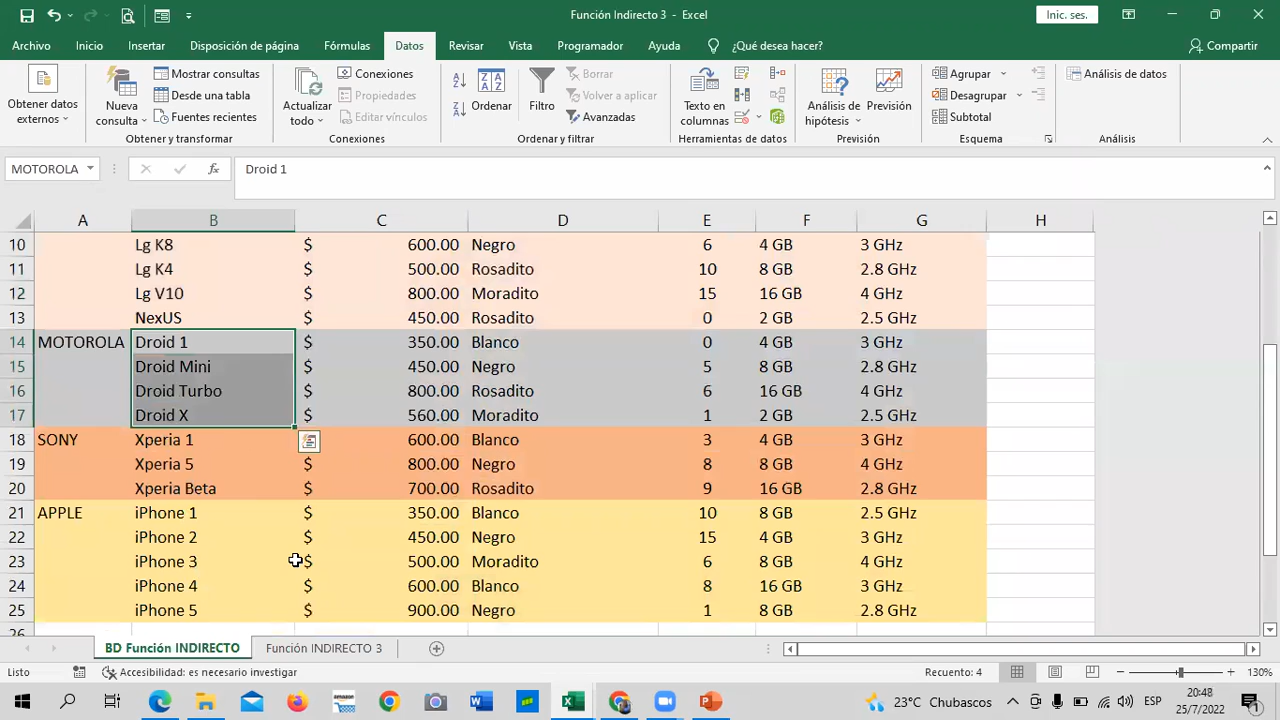 Función Indirecto 3 - Excel
Inic. ses.
Archivo Inicio Insertar Disposición de página Fórmulas Datos Revisar Vista Programador Ayuda ¿Qué desea hacer? Compartir
Obtener datos externos
Nueva consulta
Mostrar consultas
Desde una tabla
Fuentes recientes
Obtener y transformar
Actualizar todo
Conexiones
Propiedades
Editar vínculos
Conexiones
Ordenar
Filtro
Borrar
Volver a aplicar
Avanzadas
Ordenar y filtrar
Texto en columnas
Herramientas de datos
Análisis de hipótesis
Previsión
Previsión
Agrupar
Desagrupar
Subtotal
Esquema
Análisis de datos
Análisis
MOTOROLA fx Droid 1
A B C D E F G H
10 Lg K8 $ 600.00 Negro 6 4 GB 3 GHz
11 Lg K4 $ 500.00 Rosadito 10 8 GB 2.8 GHz
12 Lg V10 $ 800.00 Moradito 15 16 GB 4 GHz
13 NexUS $ 450.00 Rosadito 0 2 GB 2.5 GHz
14 MOTOROLA Droid 1 $ 350.00 Blanco 0 4 GB 3 GHz
15 Droid Mini $ 450.00 Negro 5 8 GB 2.8 GHz
16 Droid Turbo $ 800.00 Rosadito 6 16 GB 4 GHz
17 Droid X $ 560.00 Moradito 1 2 GB 2.5 GHz
18 SONY Xperia 1 600.00 Blanco 3 4 GB 3 GHz
19 Xperia 5 $ 800.00 Negro 8 8 GB 4 GHz
20 Xperia Beta $ 700.00 Rosadito 9 16 GB 2.8 GHz
21 APPLE iPhone 1 $ 350.00 Blanco 10 8 GB 2.5 GHz
22 iPhone 2 $ 450.00 Negro 15 4 GB 3 GHz
23 iPhone 3 $ 500.00 Moradito 6 8 GB 4 GHz
24 iPhone 4 $ 600.00 Blanco 8 16 GB 3 GHz
25 iPhone 5 $ 900.00 Negro 1 8 GB 2.8 GHz
26
BD Función INDIRECTO Función INDIRECTO 3
Listo Accesibilidad: es necesario investigar Recuento: 4 130%
23°C Chubascos ESP 20:48
25/7/2022